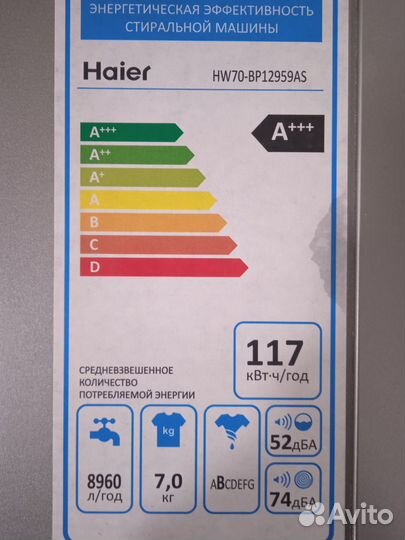 ЭНЕРГЕТИЧЕСКАЯ ЭФФЕКТИВНОСТЬ
СТИРАЛЬНОЙ МАШИНЫ
Haier
HW70-BP12959AS
A+++
A+++
A++
A+
A
B
C
D
117
кВт·ч/год
СРЕДНЕВЗВЕШЕННОЕ
КОЛИЧЕСТВО
ПОТРЕБЛЯЕМОЙ ЭНЕРГИИ
kg
52дБА
8960
л/год
7,0
кг
ABCDEFG
74дБА
Avito